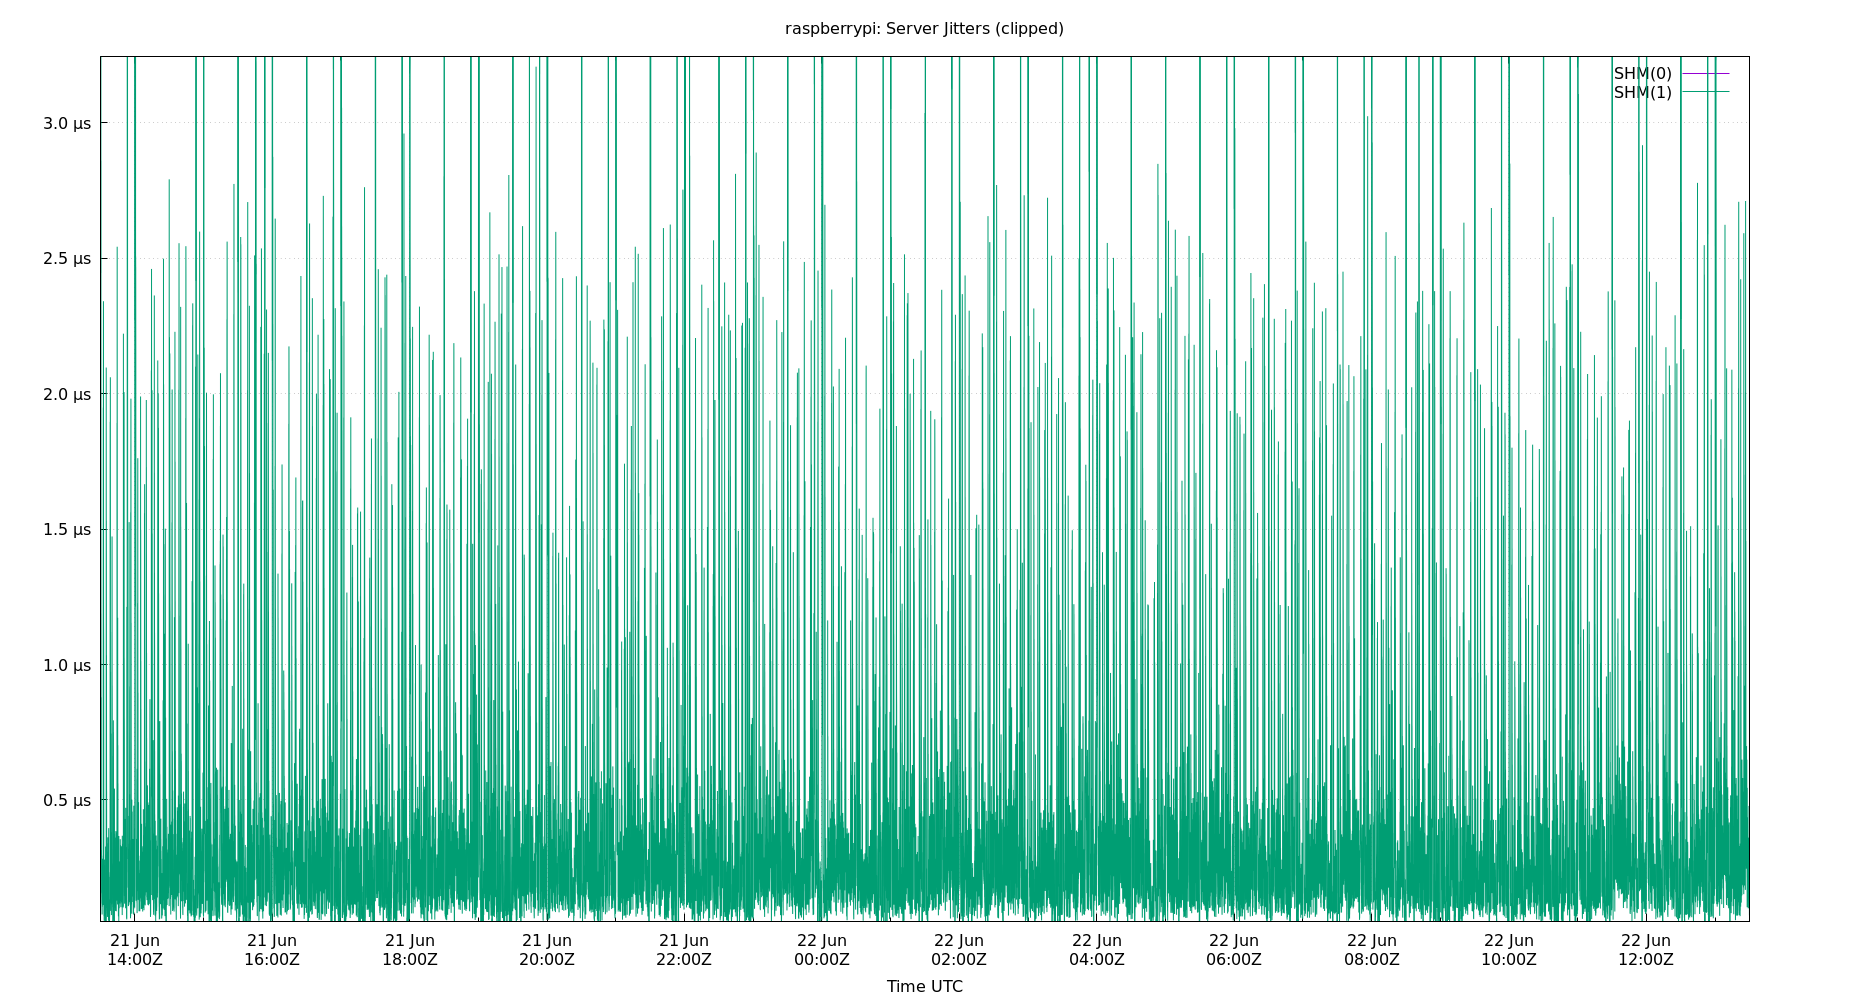 raspberrypi: Server Jitters (clipped)
SHM(0)
SHM(1)
3.0 µs
2.5 µs
2.0 µs
1.5 µs
1.0 µs
0.5 µs
21 Jun 21 Jun 21 Jun 21 Jun 21 Jun 22 Jun 22 Jun 22 Jun 22 Jun 22 Jun 22 Jun 22 Jun
14:00Z 16:00Z 18:00Z 20:00Z 22:00Z 00:00Z 02:00Z 04:00Z 06:00Z 08:00Z 10:00Z 12:00Z
Time UTC